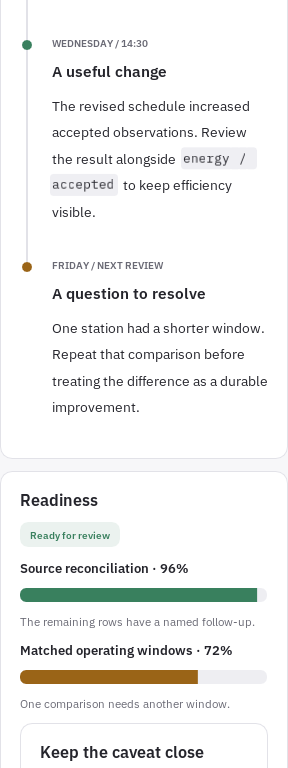 WEDNESDAY / 14:30
A useful change
The revised schedule increased
accepted observations. Review
the result alongside energy /
accepted to keep efficiency
visible.
FRIDAY / NEXT REVIEW
A question to resolve
One station had a shorter window.
Repeat that comparison before
treating the difference as a durable
improvement.
Readiness
Ready for review
Source reconciliation · 96%
The remaining rows have a named follow-up.
Matched operating windows · 72%
One comparison needs another window.
Keep the caveat close